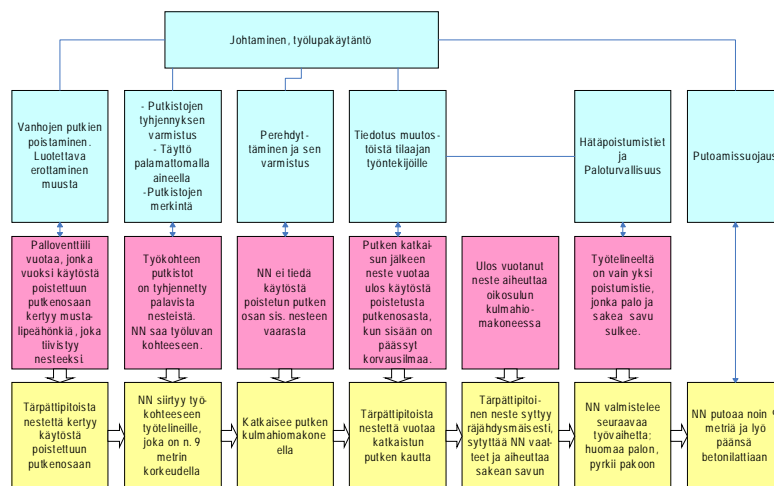 Johtaminen, työlupakäytäntö
Vanhojen putkien
poistaminen.
Luotettava
erottaminen
muusta
- Putkistojen
tyhjennyksen
varmistus
- Täyttö
palamattomalla
aineella
-Putkistojen
merkintä
Perehdyt-
täminen ja sen
varmistus
Tiedotus muutos-
töistä tilaajan
työntekijöille
Hätäpoistumistiet
ja
Paloturvallisuus
Putoamissuojaus
Palloventtiili
vuotaa, jonka
vuoksi käytöstä
poistettuun
putkenosaan
kertyy musta-
lipeähönkiä, joka
tiivistyy
nesteeksi.
Työkohteen
putkistot
on tyhjennetty
palavista
nesteistä.
NN saa työluvan
kohteeseen.
NN ei tiedä
käytöstä
poistetun putken
osan sis. nesteen
vaarasta
Putken katkai-
sun jälkeen
neste vuotaa
ulos käytöstä
poistetusta
putkenosasta,
kun sisään on
päässyt
korvausilmaa.
Ulos vuotanut
neste aiheuttaa
oikosulun
kulmahio-
makoneessa
Työtelineeltä
on vain yksi
poistumistie,
jonka palo ja
sakea savu
sulkee.
Tärpättipitoista
nestettä kertyy
käytöstä
poistettuun
putkenosaan
NN siirtyy työ-
kohteeseen
työtelineille,
joka on n. 9
metrin
korkeudella
Katkaisee putken
kulmahiomakone
ella
Tärpättipitoista
nestettä vuotaa
katkaistun
putken kautta
Tärpättipitoi-
nen neste syttyy
räjähdysmäisesti,
sytyttää NN vaat-
teet ja aiheuttaa
sakean savun
NN valmistelee
seuraavaa
työvaihetta;
huomaa palon,
pyrkii pakoon
NN putoaa noin 9
metriä ja lyö
päänsä
betonilattiaan